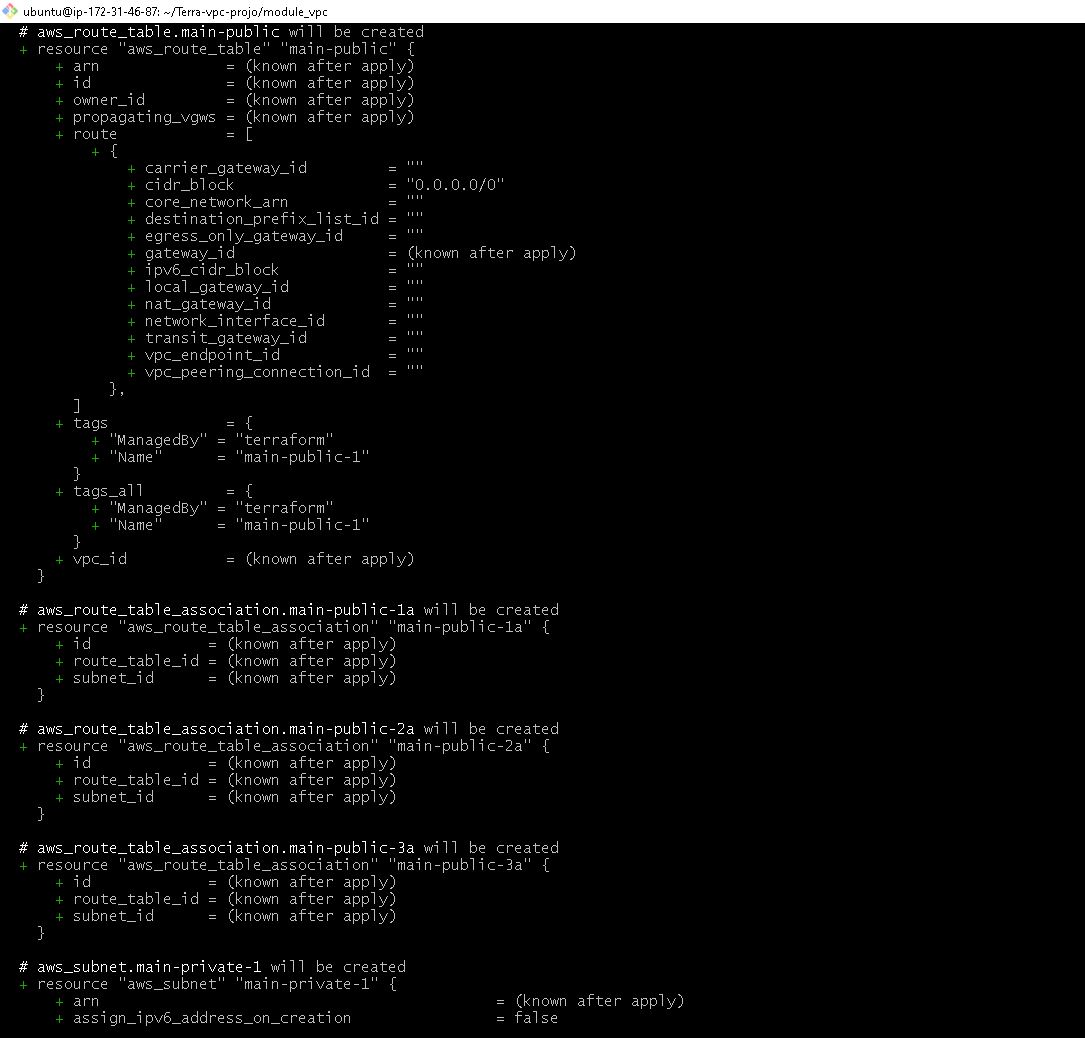 ubuntu@ip-172-31-46-87: ~/Terra-vpc-projo/module_vpc
# aws_route_table.main-public will be created
+ resource "aws_route_table" "main-public" {
+ arn = (known after apply)
+ id = (known after apply)
+ owner_id = (known after apply)
+ propagating_vgws = (known after apply)
+ route = [
+ {
+ carrier_gateway_id = ""
+ cidr_block = "0.0.0.0/0"
+ core_network_arn = ""
+ destination_prefix_list_id = ""
+ egress_only_gateway_id = ""
+ gateway_id = (known after apply)
+ ipv6_cidr_block = ""
+ local_gateway_id = ""
+ nat_gateway_id = ""
+ network_interface_id = ""
+ transit_gateway_id = ""
+ vpc_endpoint_id = ""
+ vpc_peering_connection_id = ""
},
]
+ tags = {
+ "ManagedBy" = "terraform"
+ "Name" = "main-public-1"
}
+ tags_all = {
+ "ManagedBy" = "terraform"
+ "Name" = "main-public-1"
}
+ vpc_id = (known after apply)
}
# aws_route_table_association.main-public-1a will be created
+ resource "aws_route_table_association" "main-public-1a" {
+ id = (known after apply)
+ route_table_id = (known after apply)
+ subnet_id = (known after apply)
}
# aws_route_table_association.main-public-2a will be created
+ resource "aws_route_table_association" "main-public-2a" {
+ id = (known after apply)
+ route_table_id = (known after apply)
+ subnet_id = (known after apply)
}
# aws_route_table_association.main-public-3a will be created
+ resource "aws_route_table_association" "main-public-3a" {
+ id = (known after apply)
+ route_table_id = (known after apply)
+ subnet_id = (known after apply)
}
# aws_subnet.main-private-1 will be created
+ resource "aws_subnet" "main-private-1" {
+ arn = (known after apply)
+ assign_ipv6_address_on_creation = false